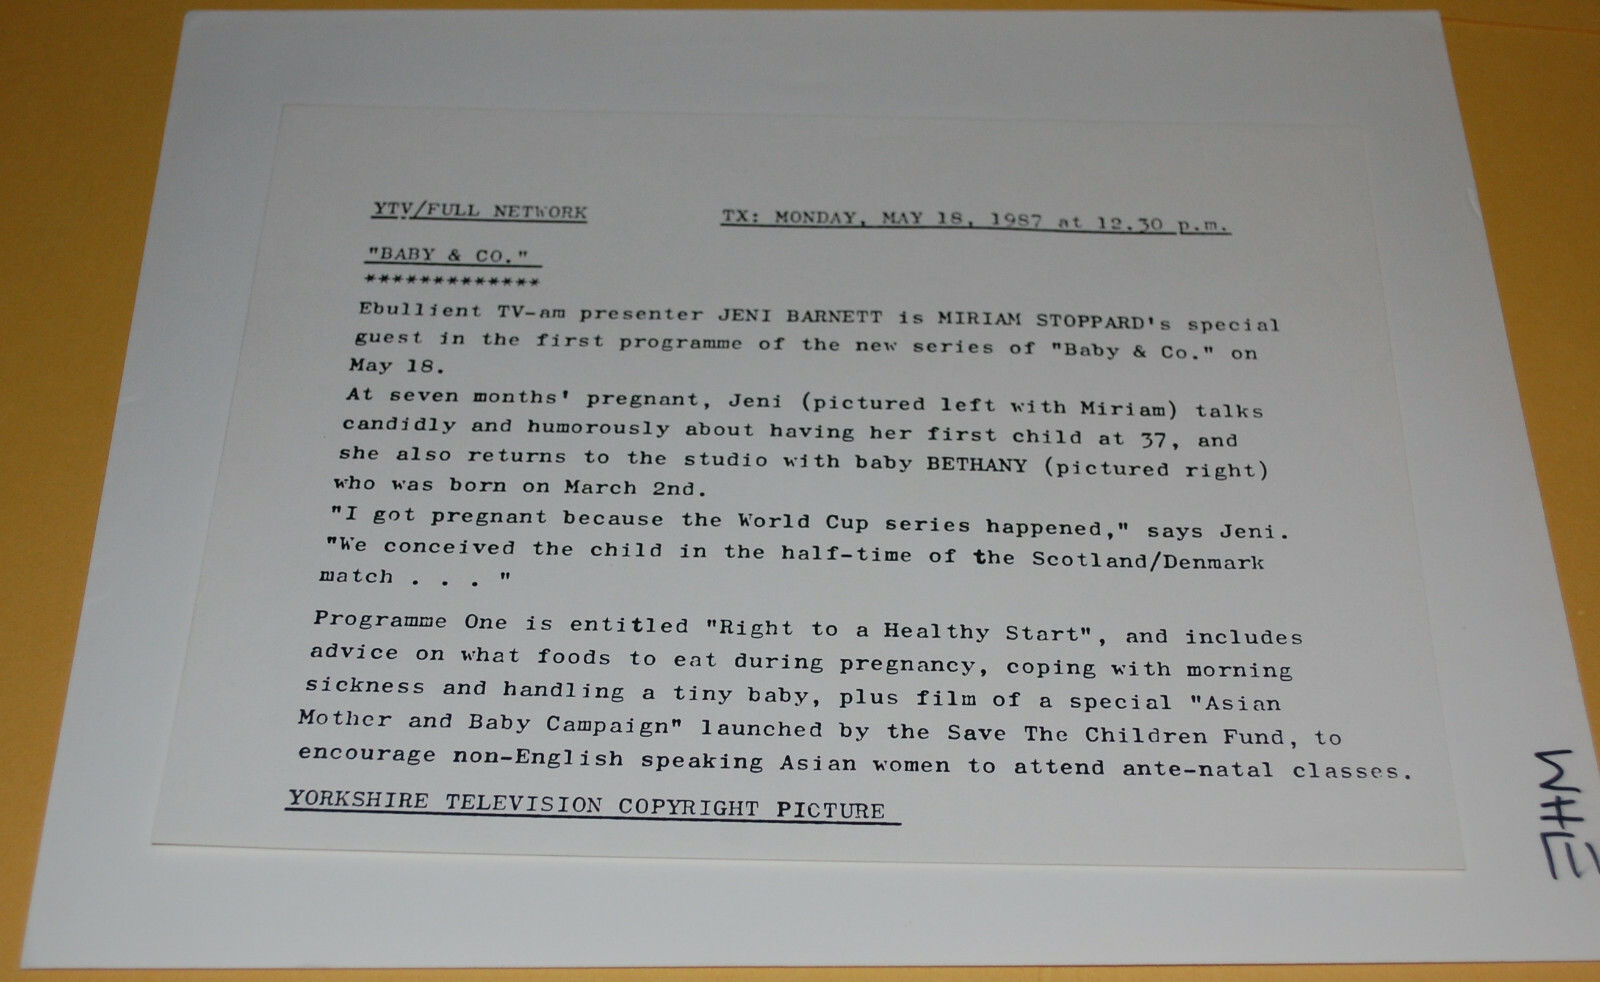 YTV/FULL NETWORK TX: MONDAY, MAY 18, 1987 at 12.30 p.m.
"BABY & CO."
*************
Ebullient TV-am presenter JENI BARNETT is MIRIAM STOPPARD's special
guest in the first programme of the new series of "Baby & Co." on
May 18.
At seven months' pregnant, Jeni (pictured left with Miriam) talks
candidly and humorously about having her first child at 37, and
she also returns to the studio with baby BETHANY (pictured right)
who was born on March 2nd.
"I got pregnant because the World Cup series happened," says Jeni.
"We conceived the child in the half-time of the Scotland/Denmark
match . . . "
Programme One is entitled "Right to a Healthy Start", and includes
advice on what foods to eat during pregnancy, coping with morning
sickness and handling a tiny baby, plus film of a special "Asian
Mother and Baby Campaign" launched by the Save The Children Fund, to
encourage non-English speaking Asian women to attend ante-natal classes.
YORKSHIRE TELEVISION COPYRIGHT PICTURE